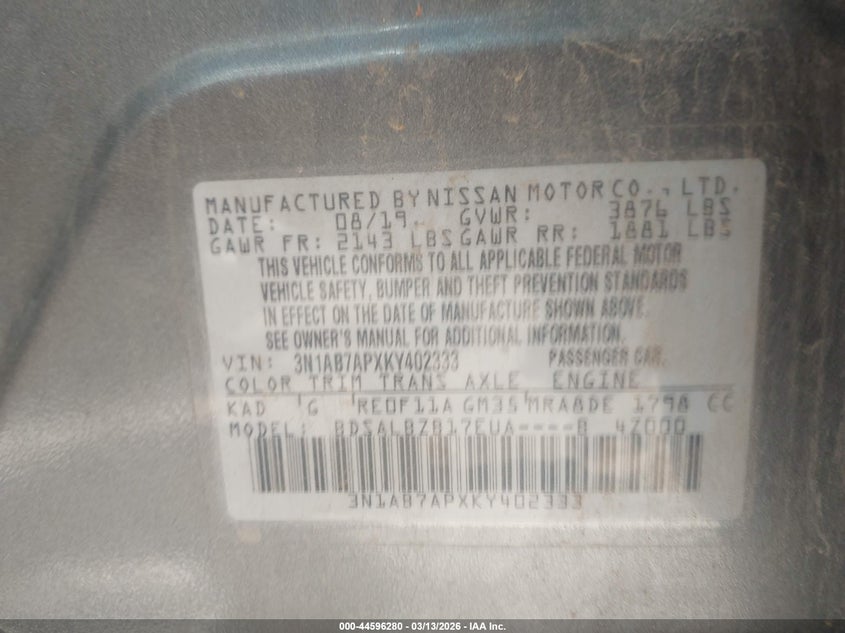 MANUFACTURED BY NISSAN MOTOR CO., LTD.
DATE: 08/19 GVWR: 3876 LBS
GAWR FR: 2143 LBS GAWR RR: 1881 LBS
THIS VEHICLE CONFORMS TO ALL APPLICABLE FEDERAL MOTOR
VEHICLE SAFETY, BUMPER AND THEFT PREVENTION STANDARDS
IN EFFECT ON THE DATE OF MANUFACTURE SHOWN ABOVE.
SEE OWNER'S MANUAL FOR ADDITIONAL INFORMATION.
VIN: 3N1AB7APXKY402333 PASSENGER CAR.
COLOR TRIM TRANS AXLE ENGINE
KAD G RE0F11A GM35 MRA8DE 1798 CC
MODEL: BDSALBZB17EUA----B 4Z000
3N1AB7APXKY402333
000-44596280 - 03/13/2026 - IAA Inc.